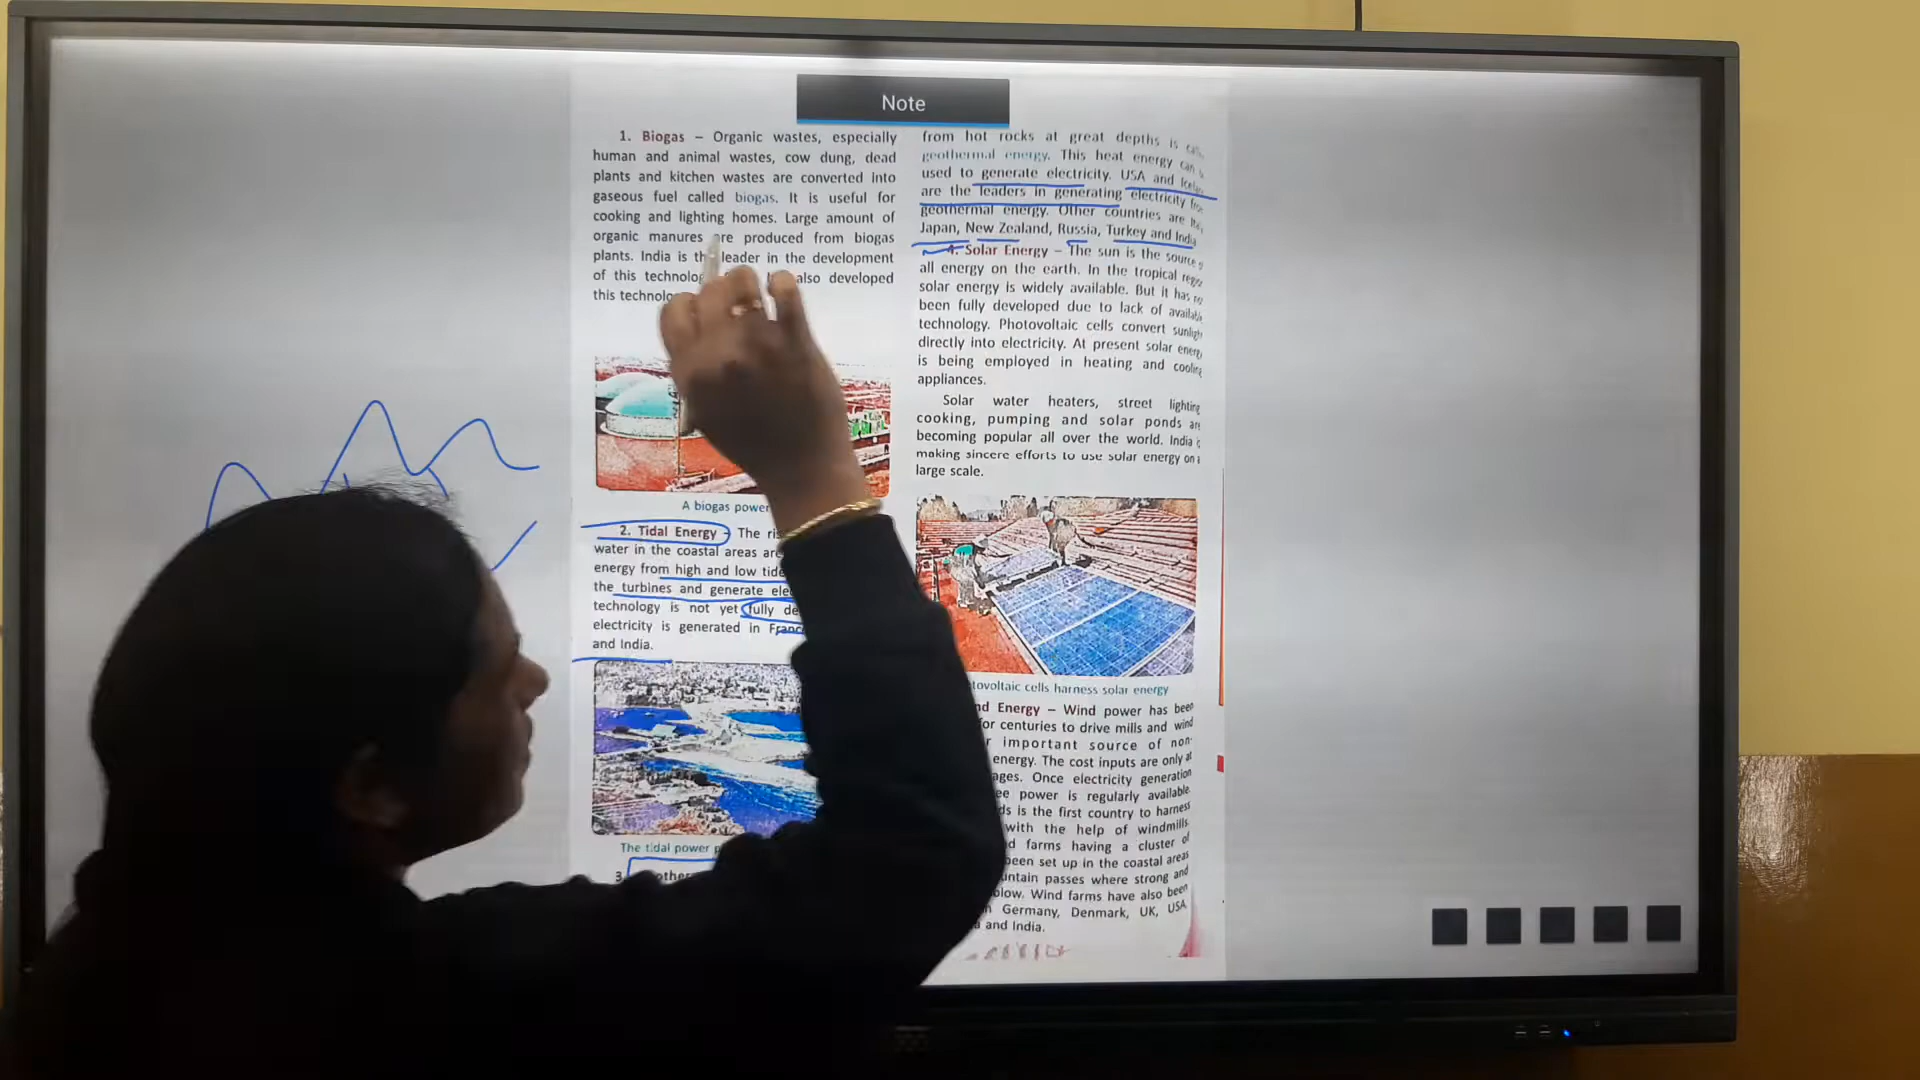 Note
1. Biogas – Organic wastes, especially
human and animal wastes, cow dung, dead
plants and kitchen wastes are converted into
gaseous fuel called biogas. It is useful for
cooking and lighting homes. Large amount of
organic manures are produced from biogas
plants. India is the leader in the development
of this also developed
this
A biogas power
2. Tidal Energy – The
water in the coastal areas are
energy from high and low
the turbines and generate
technology is not yet fully
electricity is generated in
and India.
The tidal power
3.
from hot rocks at great depths is
geothermal energy. This heat energy can
used to generate electricity. USA and
are the leaders in generating electricity
geothermal energy. Other countries are
Japan, New Zealand, Russia, Turkey and India
4. Solar Energy – The sun is the source
all energy on the earth. In the tropical
solar energy is widely available. But it has
been fully developed due to lack of
technology. Photovoltaic cells convert
directly into electricity. At present solar
is being employed in heating and
appliances.
Solar water heaters, street lighting
cooking, pumping and solar ponds are
becoming popular all over the world. India
making sincere efforts to use solar energy on
large scale.
cells harness solar energy
Energy – Wind power has been
for centuries to drive mills and wind
important source of non-
energy. The cost inputs are only at
Once electricity generation
power is regularly available.
is the first country to harness
with the help of windmills.
farms having a cluster of
been set up in the coastal areas
passes where strong and
blow. Wind farms have also been
Germany, Denmark, UK, USA,
and India.